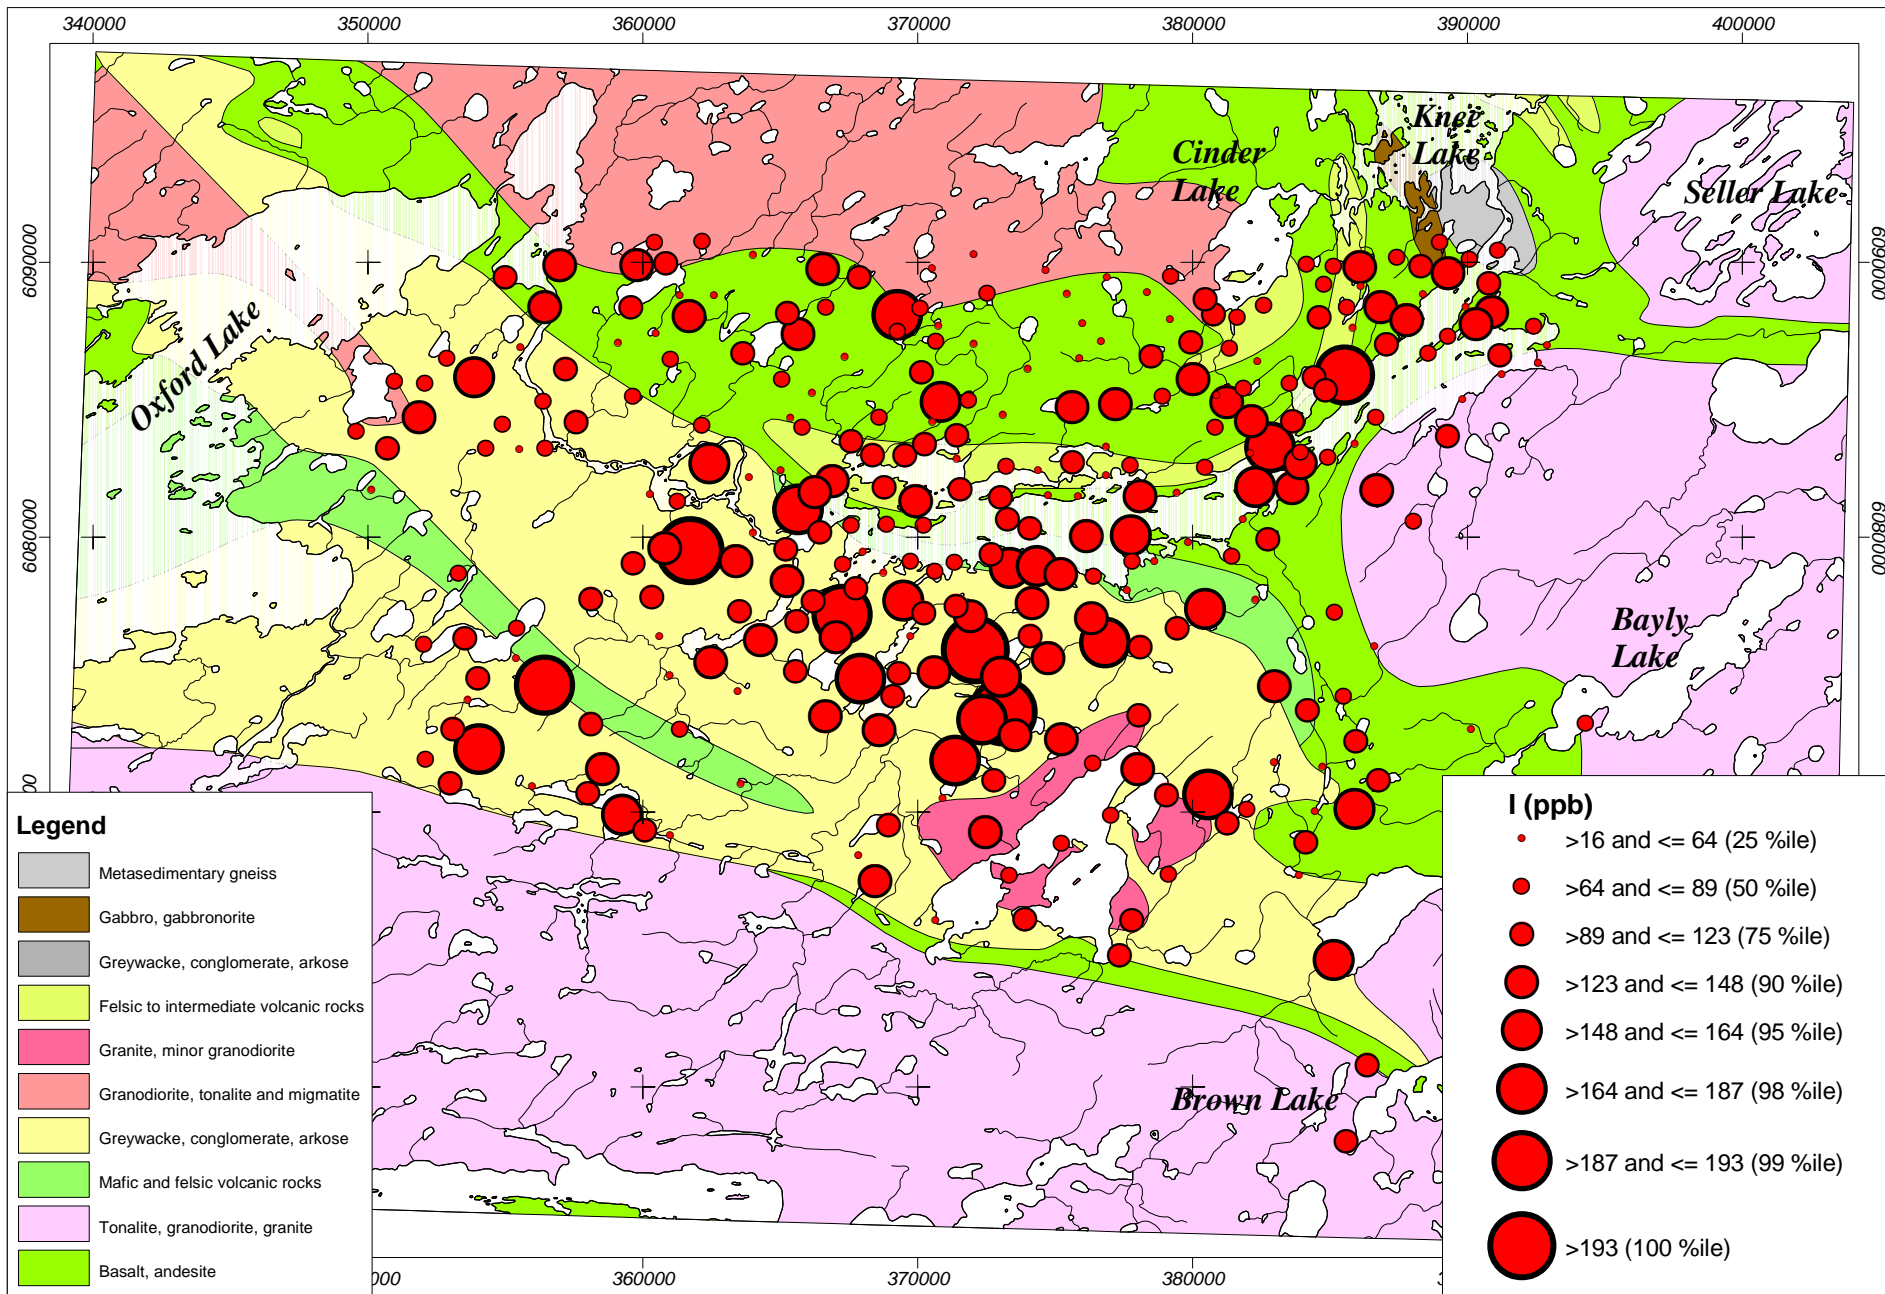 340000 350000 360000 370000 380000 390000 400000
Knee
Lake
Cinder
Lake
Seller Lake
6090000
6090000
Oxford Lake
6080000
6080000
Bayly
Lake
Brown Lake
Legend
Metasedimentary gneiss
Gabbro, gabbronorite
Greywacke, conglomerate, arkose
Felsic to intermediate volcanic rocks
Granite, minor granodiorite
Granodiorite, tonalite and migmatite
Greywacke, conglomerate, arkose
Mafic and felsic volcanic rocks
Tonalite, granodiorite, granite
Basalt, andesite
I (ppb)
>16 and <= 64 (25 %ile)
>64 and <= 89 (50 %ile)
>89 and <= 123 (75 %ile)
>123 and <= 148 (90 %ile)
>148 and <= 164 (95 %ile)
>164 and <= 187 (98 %ile)
>187 and <= 193 (99 %ile)
>193 (100 %ile)
360000 370000 380000